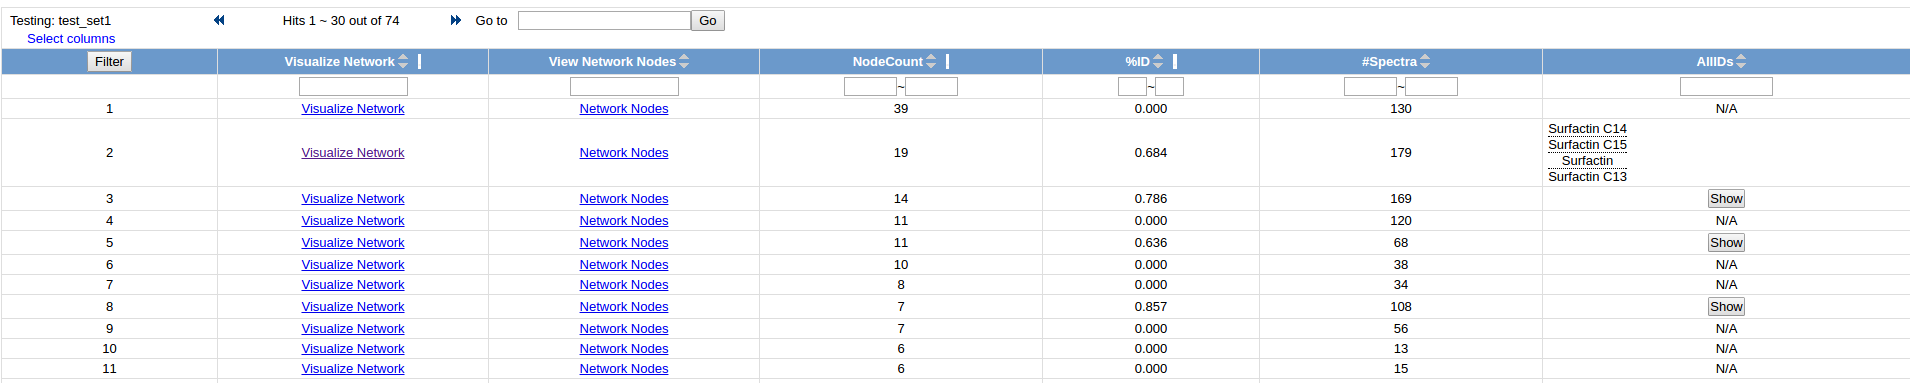 Testing: test_set1 Hits 1 ~ 30 out of 74 Go to Go
Select columns
Filter Visualize Network View Network Nodes NodeCount %ID #Spectra AllIDs
~ ~ ~
1 Visualize Network Network Nodes 39 0.000 130 N/A
2 Visualize Network Network Nodes 19 0.684 179 Surfactin C14
Surfactin C15
Surfactin
Surfactin C13
3 Visualize Network Network Nodes 14 0.786 169 Show
4 Visualize Network Network Nodes 11 0.000 120 N/A
5 Visualize Network Network Nodes 11 0.636 68 Show
6 Visualize Network Network Nodes 10 0.000 38 N/A
7 Visualize Network Network Nodes 8 0.000 34 N/A
8 Visualize Network Network Nodes 7 0.857 108 Show
9 Visualize Network Network Nodes 7 0.000 56 N/A
10 Visualize Network Network Nodes 6 0.000 13 N/A
11 Visualize Network Network Nodes 6 0.000 15 N/A